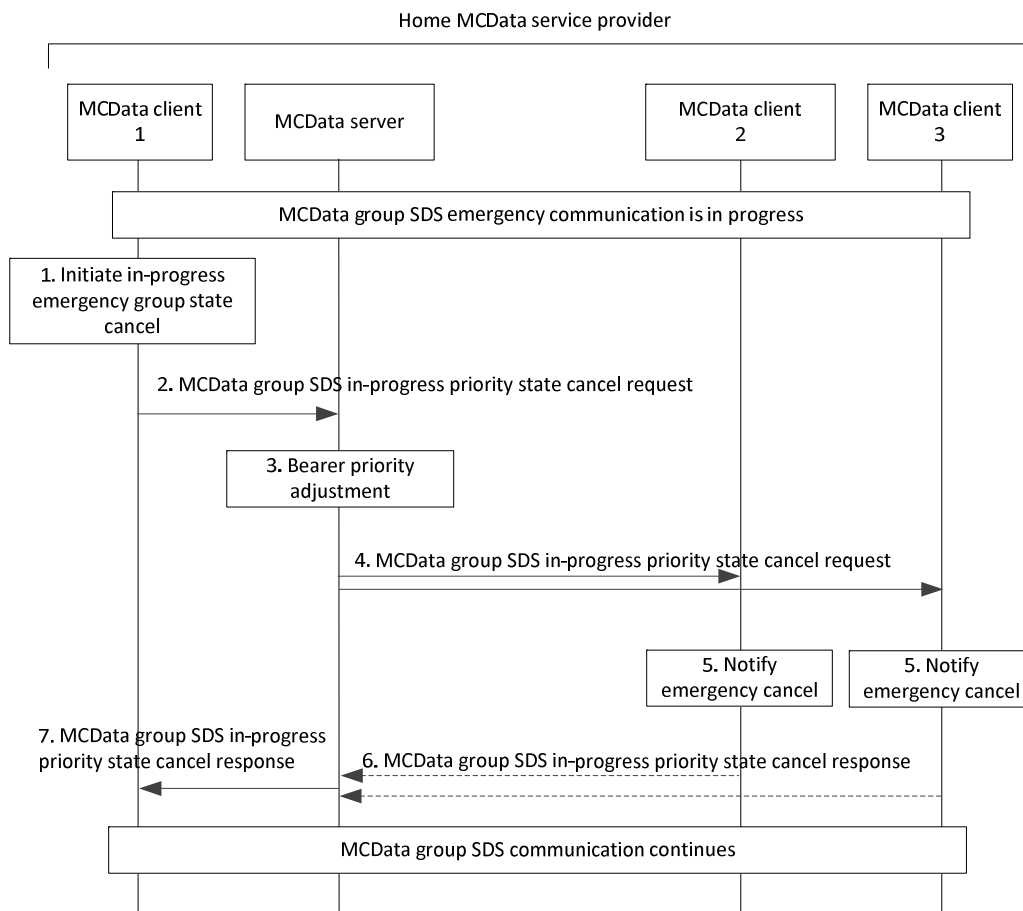 Home MCData service provider
MCData client
1
MCData server
MCData client
2
MCData client
3
MCData group SDS emergency communication is in progress
1. Initiate in-progress
emergency group state
cancel
2. MCData group SDS in-progress priority state cancel request
3. Bearer priority
adjustment
4. MCData group SDS in-progress priority state cancel request
5. Notify
emergency cancel
5. Notify
emergency cancel
7. MCData group SDS in-progress
priority state cancel response
6. MCData group SDS in-progress priority state cancel response
MCData group SDS communication continues